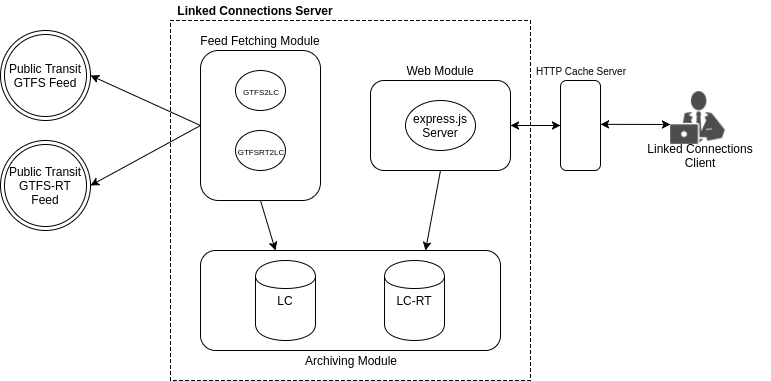 Linked Connections Server
Feed Fetching Module
Public Transit
GTFS Feed
GTFS2LC
GTFSRT2LC
Public Transit
GTFS-RT
Feed
Web Module
express.js
Server
HTTP Cache Server
Linked Connections
Client
LC
LC-RT
Archiving Module